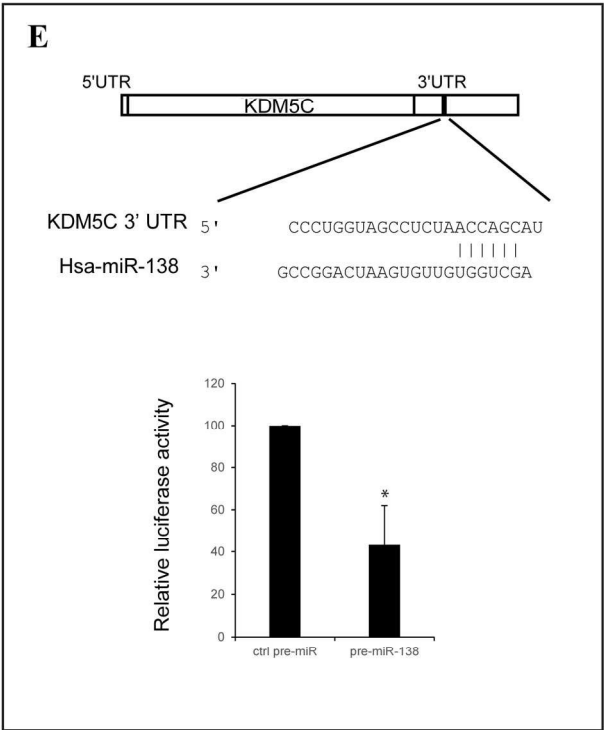 E
5'UTR 3'UTR
KDM5C
KDM5C 3' UTR 5' CCCUGGUAGCCUCUAACCAGCAU
| | | | | |
Hsa-miR-138 3' GCCGGACUAAGUGUUGUGGUCGA
120
100
80
60
40
20
0
Relative luciferase activity
*
ctrl pre-miR pre-miR-138